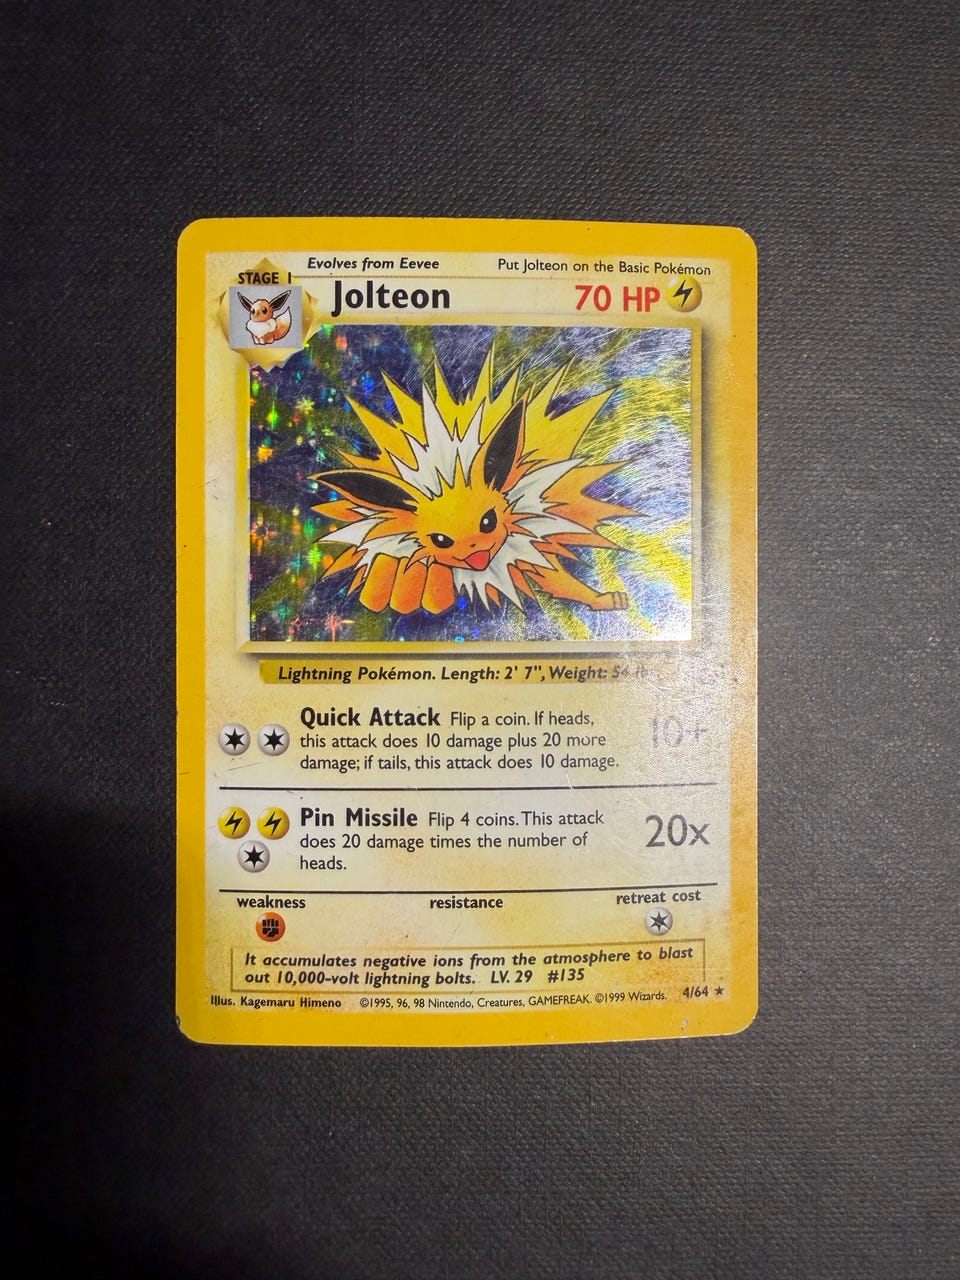 Evolves from Eevee Put Jolteon on the Basic Pokémon
STAGE 1
Jolteon 70 HP
Lightning Pokémon. Length: 2' 7", Weight: 54 lb
Quick Attack Flip a coin. If heads,
this attack does 10 damage plus 20 more 10+
damage; if tails, this attack does 10 damage.
Pin Missile Flip 4 coins. This attack
does 20 damage times the number of 20x
heads.
weakness resistance retreat cost
It accumulates negative ions from the atmosphere to blast
out 10,000-volt lightning bolts. LV. 29 #135
Illus. Kagemaru Himeno ©1995, 96, 98 Nintendo, Creatures, GAMEFREAK. ©1999 Wizards. 4/64 ★